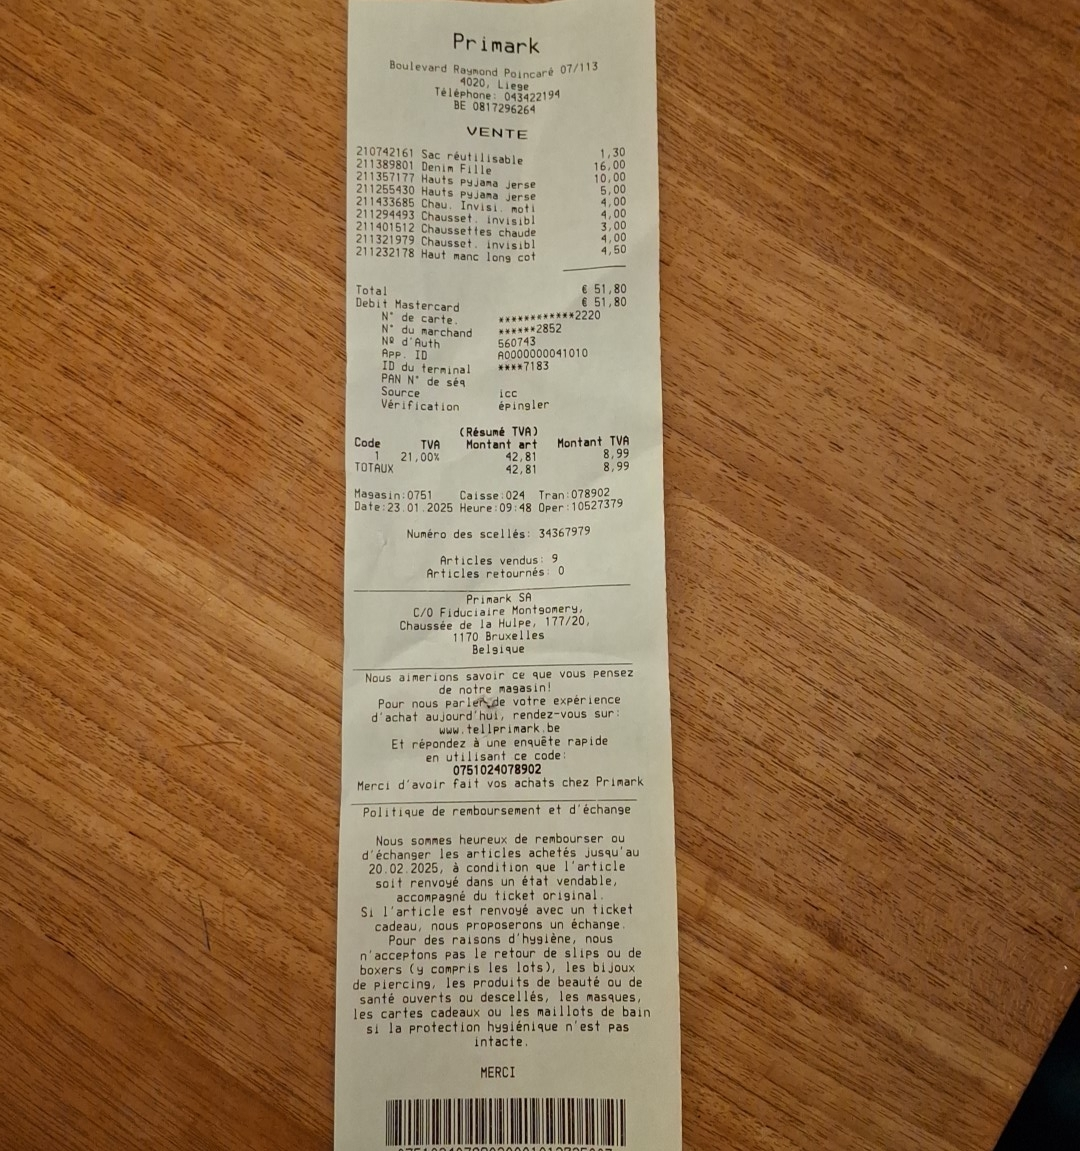 Primark
Boulevard Raymond Poincaré 07/113
4020, Liege
Téléphone: 043422194
BE 0817296264
VENTE
210742161 Sac réutilisable 1,30
211389801 Denim Fille 16,00
211357177 Hauts pyjama jerse 10,00
211255430 Hauts pyjama jerse 5,00
211433685 Chau. Invisi. moti 4,00
211294493 Chausset. invisibl 4,00
211401512 Chaussettes chaude 3,00
211321979 Chausset. invisibl 4,00
211232178 Haut manc long cot 4,50
Total € 51,80
Debit Mastercard € 51,80
N° de carte. ************2220
N° du marchand ******2852
Nº d'Auth 560743
App. ID A0000000041010
ID du terminal ****7183
PAN N° de séq
Source icc
Vérification épingler
(Résumé TVA)
Code TVA Montant art Montant TVA
1 21,00% 42,81 8,99
TOTAUX 42,81 8,99
Magasin:0751 Caisse:024 Tran:078902
Date:23.01.2025 Heure:09:48 Oper:10527379
Numéro des scellés: 34367979
Articles vendus: 9
Articles retournés: 0
Primark SA
C/O Fiduciaire Montgomery,
Chaussée de la Hulpe, 177/20,
1170 Bruxelles
Belgique
Nous aimerions savoir ce que vous pensez
de notre magasin!
Pour nous parler de votre expérience
d'achat aujourd'hui, rendez-vous sur:
www.tellprimark.be
Et répondez à une enquête rapide
en utilisant ce code:
0751024078902
Merci d'avoir fait vos achats chez Primark
Politique de remboursement et d'échange
Nous sommes heureux de rembourser ou
d'échanger les articles achetés jusqu'au
20.02.2025, à condition que l'article
soit renvoyé dans un état vendable,
accompagné du ticket original.
Si l'article est renvoyé avec un ticket
cadeau, nous proposerons un échange.
Pour des raisons d'hygiène, nous
n'acceptons pas le retour de slips ou de
boxers (y compris les lots), les bijoux
de piercing, les produits de beauté ou de
santé ouverts ou descellés, les masques,
les cartes cadeaux ou les maillots de bain
si la protection hygiénique n'est pas
intacte.
MERCI